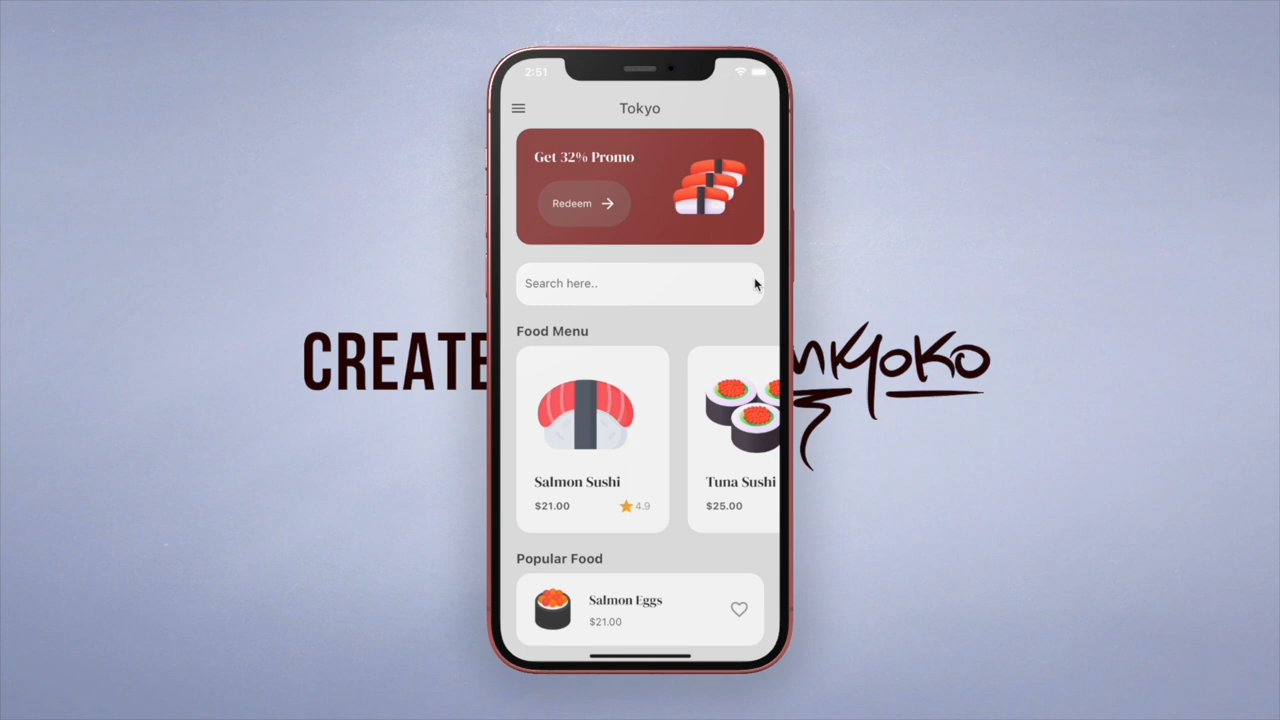 2:51
Tokyo
Get 32% Promo
Redeem
Search here..
CREATE
Food Menu
Salmon Sushi
$21.00
4.9
Tuna Sushi
$25.00
Popular Food
Salmon Eggs
$21.00